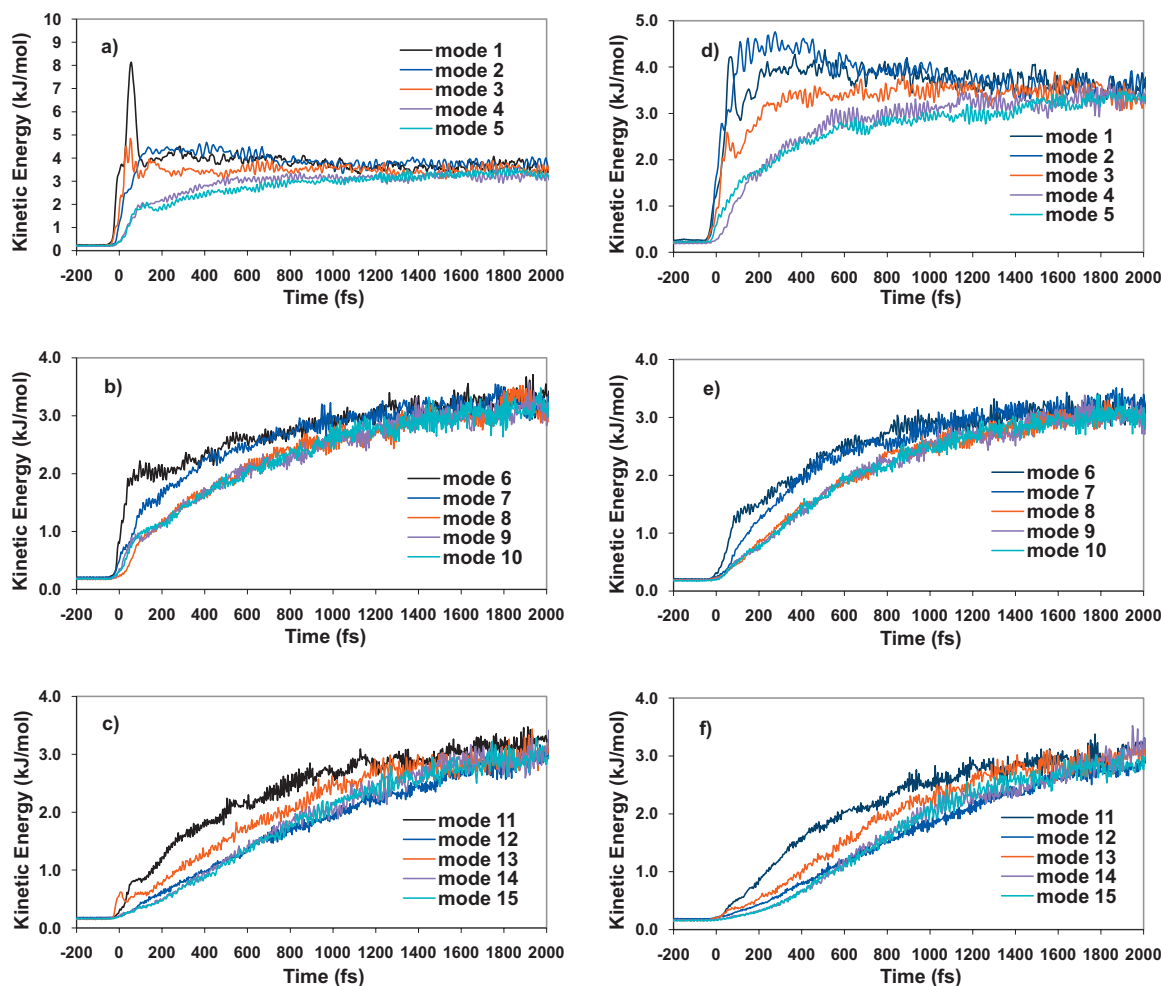 a)
Kinetic Energy (kJ/mol)
10
9
8
7
6
5
4
3
2
1
0
mode 1
mode 2
mode 3
mode 4
mode 5
-200 0 200 400 600 800 1000 1200 1400 1600 1800 2000
Time (fs)
d)
Kinetic Energy (kJ/mol)
5.0
4.0
3.0
2.0
1.0
0.0
mode 1
mode 2
mode 3
mode 4
mode 5
-200 0 200 400 600 800 1000 1200 1400 1600 1800 2000
Time (fs)
b)
Kinetic Energy (kJ/mol)
4.0
3.0
2.0
1.0
0.0
mode 6
mode 7
mode 8
mode 9
mode 10
-200 0 200 400 600 800 1000 1200 1400 1600 1800 2000
Time (fs)
e)
Kinetic Energy (kJ/mol)
4.0
3.0
2.0
1.0
0.0
mode 6
mode 7
mode 8
mode 9
mode 10
-200 0 200 400 600 800 1000 1200 1400 1600 1800 2000
Time (fs)
c)
Kinetic Energy (kJ/mol)
4.0
3.0
2.0
1.0
0.0
mode 11
mode 12
mode 13
mode 14
mode 15
-200 0 200 400 600 800 1000 1200 1400 1600 1800 2000
Time (fs)
f)
Kinetic Energy (kJ/mol)
4.0
3.0
2.0
1.0
0.0
mode 11
mode 12
mode 13
mode 14
mode 15
-200 0 200 400 600 800 1000 1200 1400 1600 1800 2000
Time (fs)